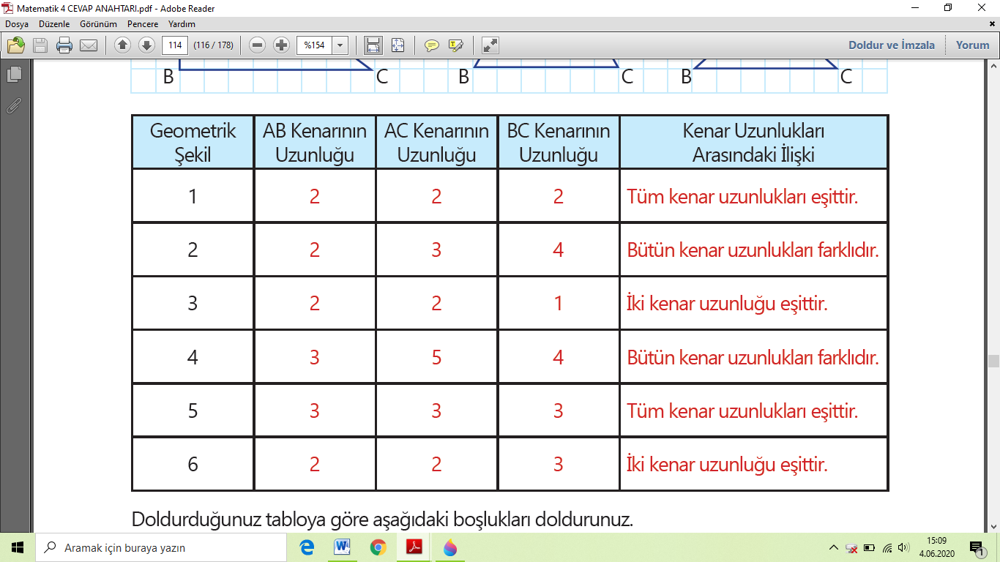 Matematik 4 CEVAP ANAHTARI.pdf - Adobe Reader
Dosya Düzenle Görünüm Pencere Yardım
114 (116 / 178) %154 Doldur ve İmzala Yorum
B C B C B C
Geometrik Şekil AB Kenarının Uzunluğu AC Kenarının Uzunluğu BC Kenarının Uzunluğu Kenar Uzunlukları Arasındaki İlişki
1 2 2 2 Tüm kenar uzunlukları eşittir.
2 2 3 4 Bütün kenar uzunlukları farklıdır.
3 2 2 1 İki kenar uzunluğu eşittir.
4 3 5 4 Bütün kenar uzunlukları farklıdır.
5 3 3 3 Tüm kenar uzunlukları eşittir.
6 2 2 3 İki kenar uzunluğu eşittir.
Doldurduğunuz tabloya göre aşağıdaki boşlukları doldurunuz.
Aramak için buraya yazın
15:09
4.06.2020
1